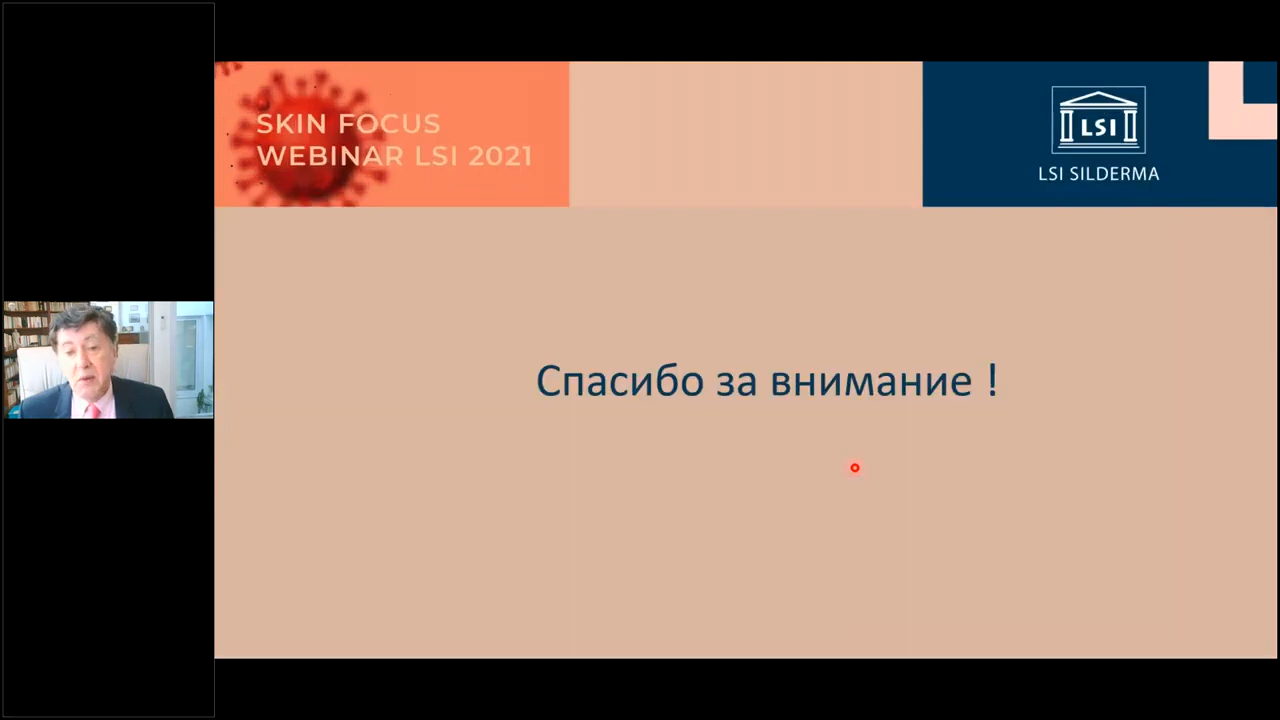 SKIN FOCUS
WEBINAR LSI 2021
LSI
LSI SILDERMA
Спасибо за внимание !